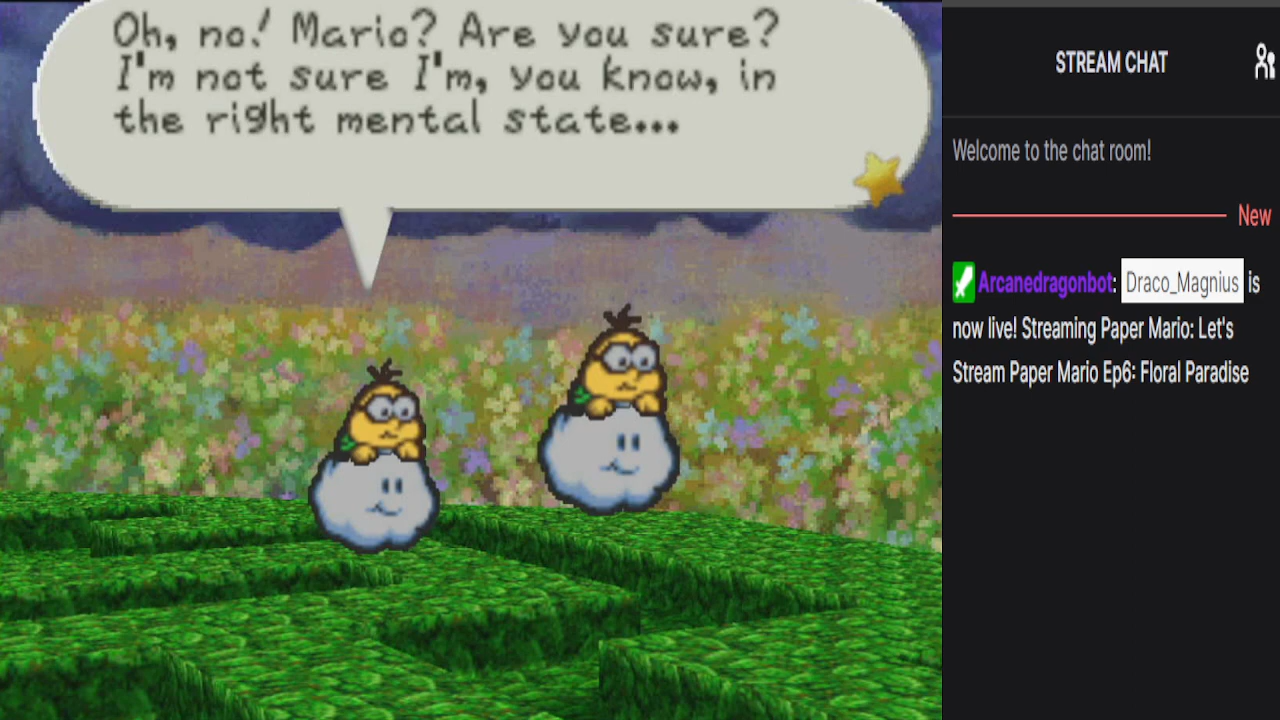 Oh, no! Mario? Are you sure?
I'm not sure I'm, you know, in
the right mental state...
STREAM CHAT
Welcome to the chat room!
New
Arcanedragonbot: Draco_Magnius is
now live! Streaming Paper Mario: Let's
Stream Paper Mario Ep6: Floral Paradise